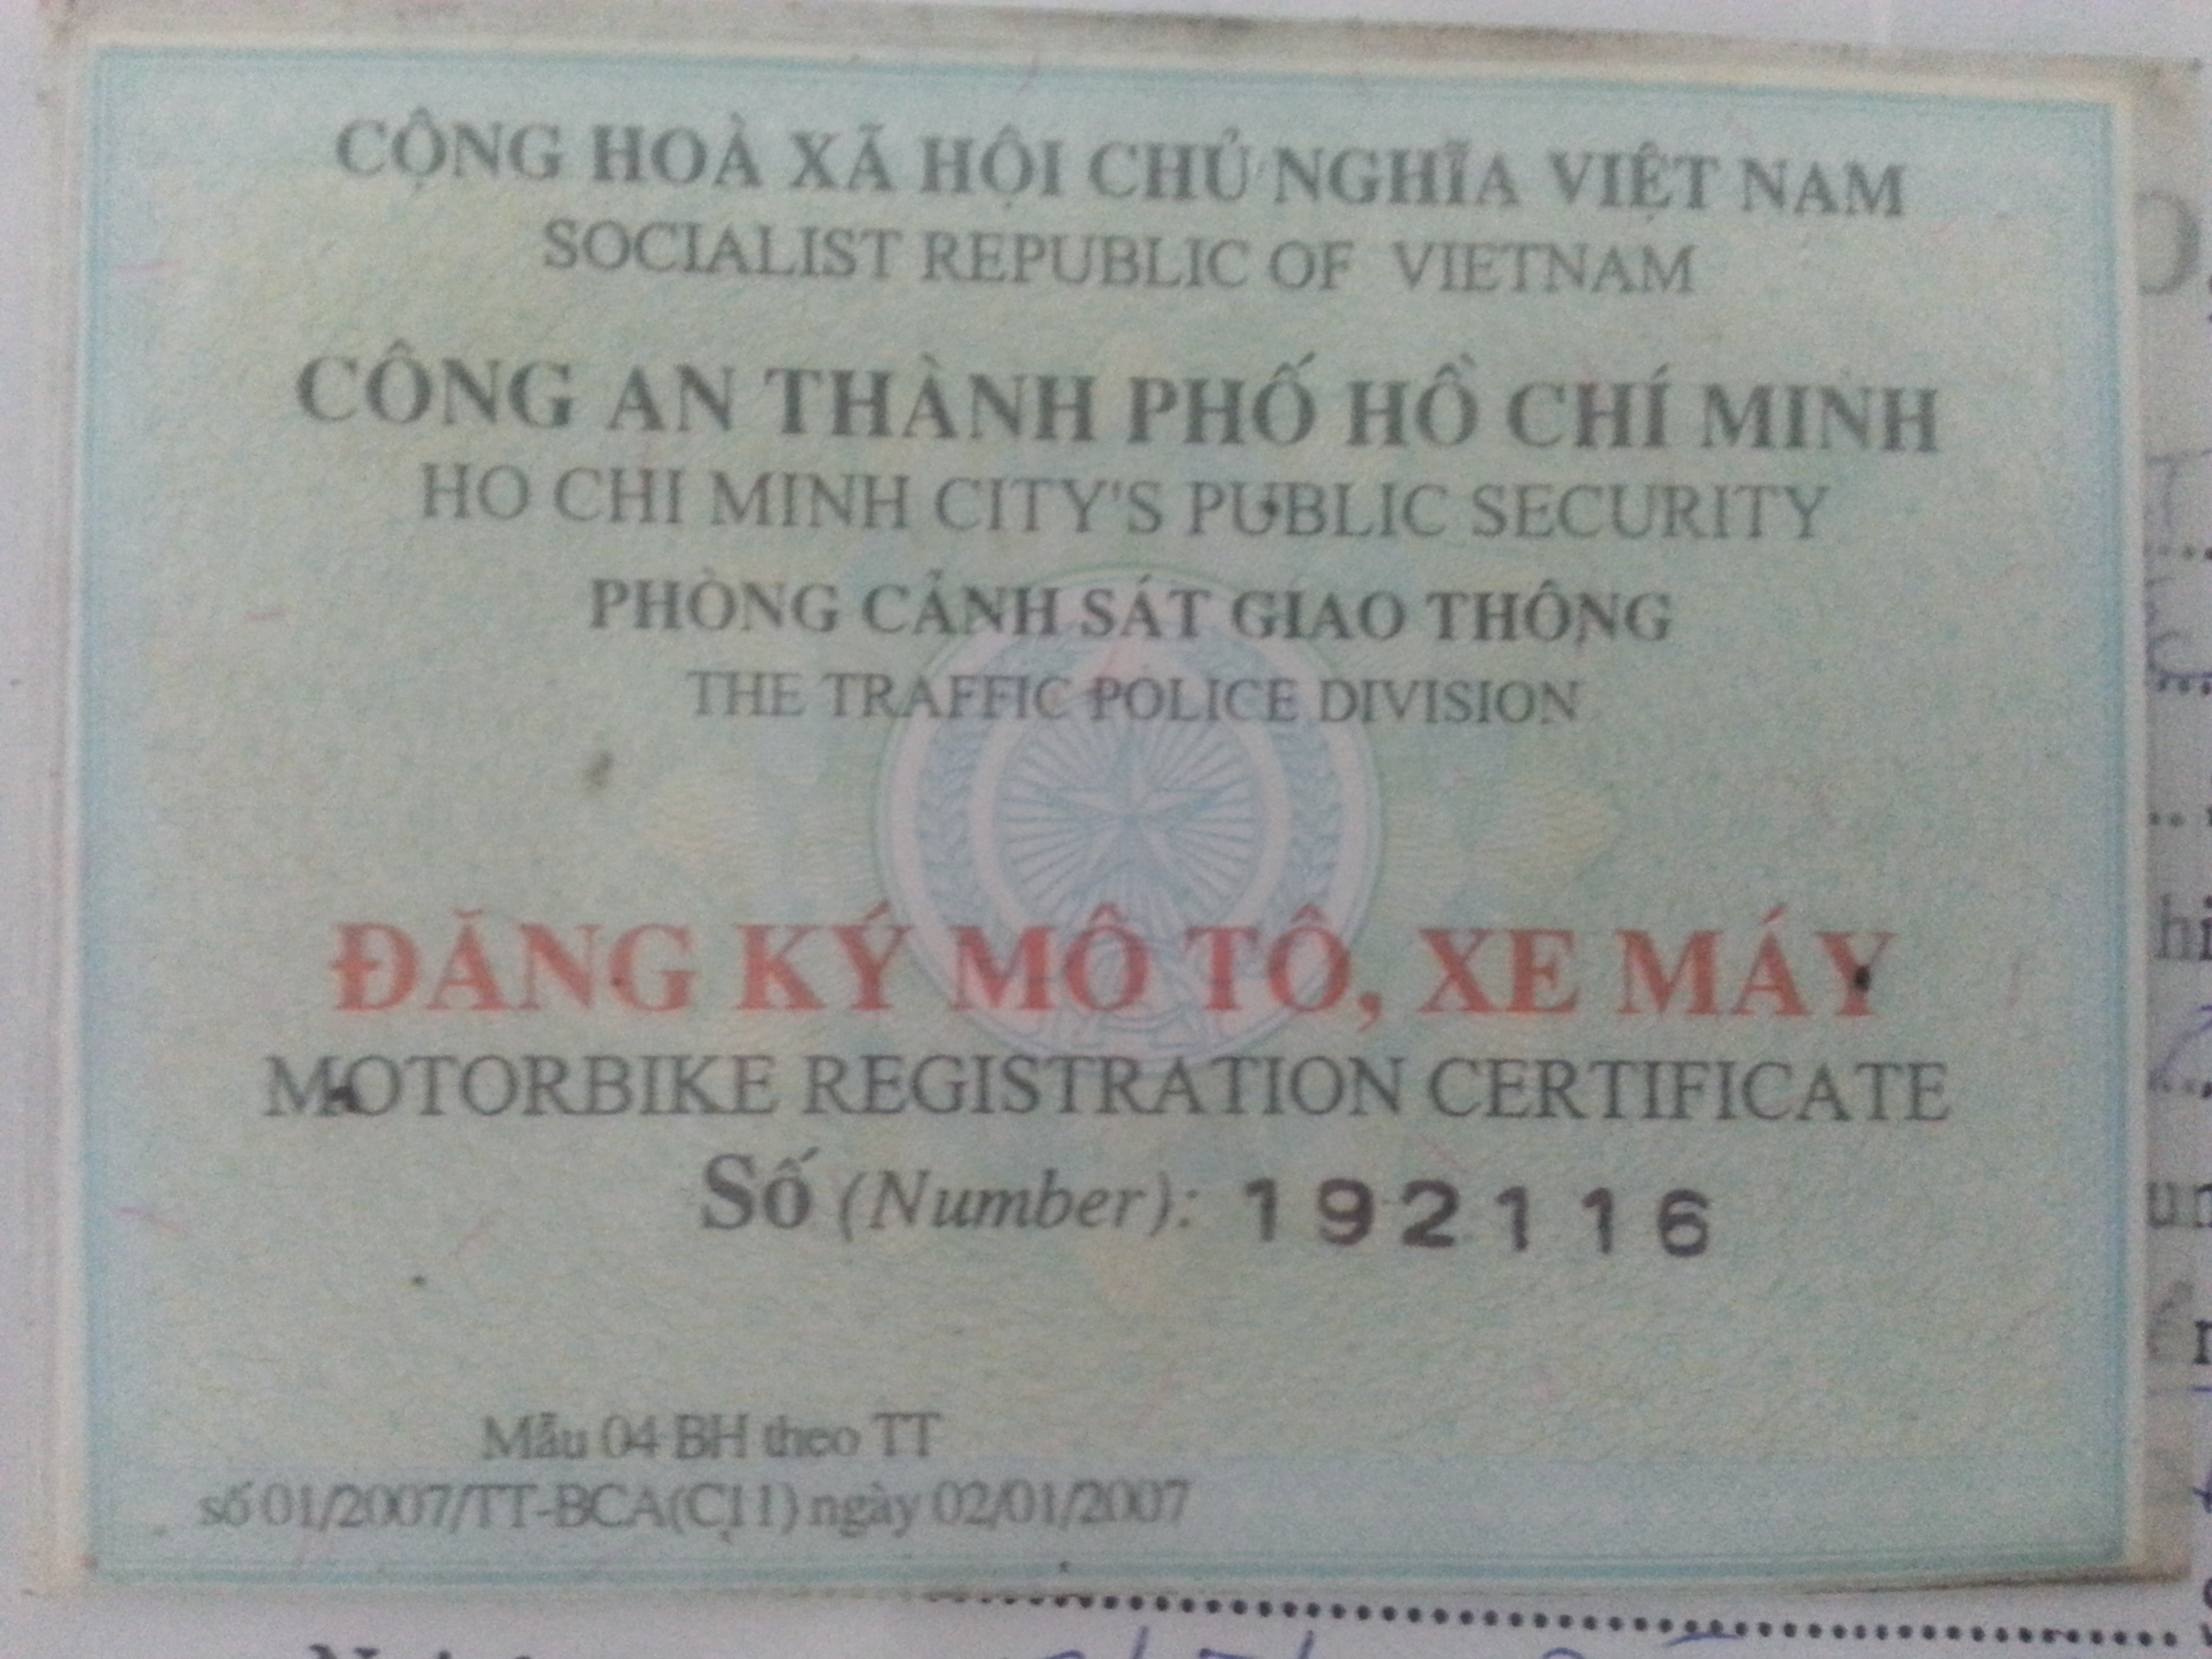 CỘNG HOÀ XÃ HỘI CHỦ NGHĨA VIỆT NAM
SOCIALIST REPUBLIC OF VIETNAM
CÔNG AN THÀNH PHỐ HỒ CHÍ MINH
HO CHI MINH CITY'S PUBLIC SECURITY
PHÒNG CẢNH SÁT GIAO THÔNG
THE TRAFFIC POLICE DIVISION
ĐĂNG KÝ MÔ TÔ, XE MÁY
MOTORBIKE REGISTRATION CERTIFICATE
Số (Number): 192116
Mẫu 04 BH theo TT
số 01/2007/TT-BCA(C11) ngày 02/01/2007